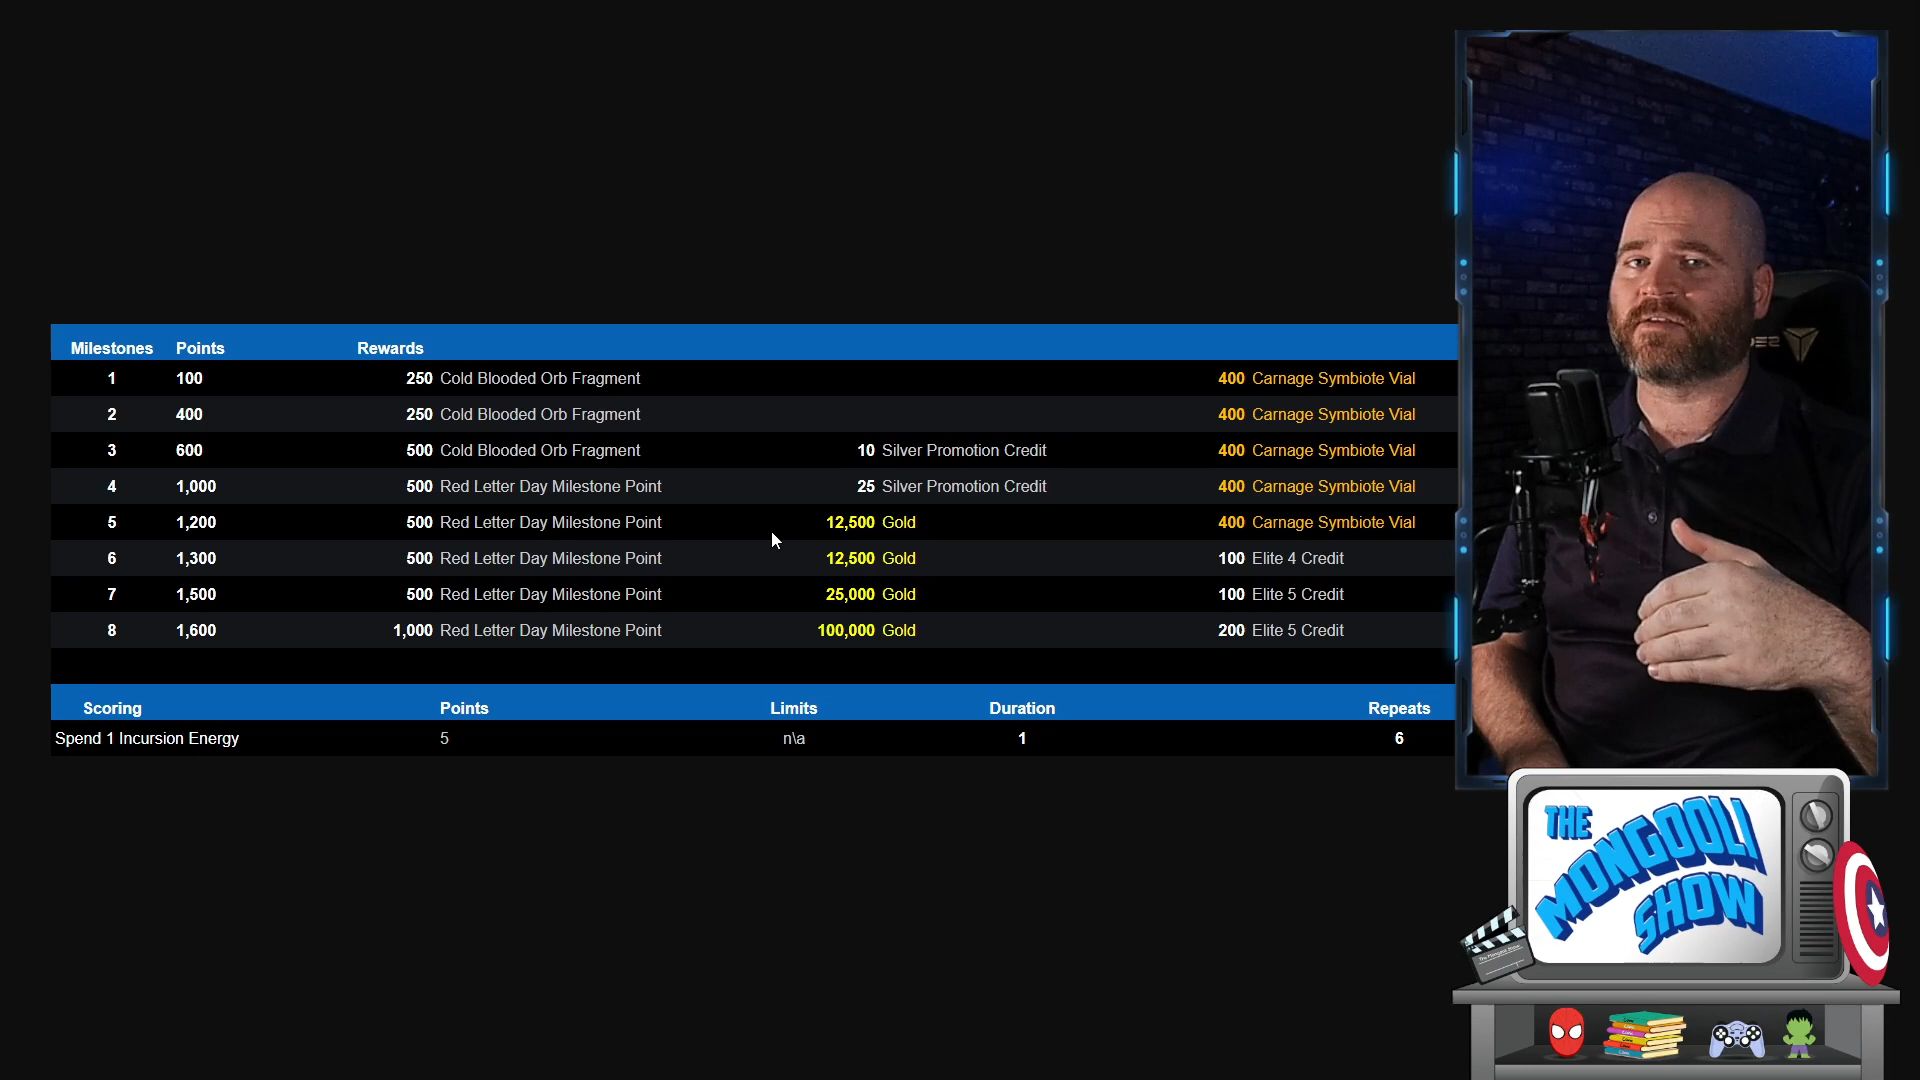 Milestones Points Rewards
1 100 250 Cold Blooded Orb Fragment 400 Carnage Symbiote Vial
2 400 250 Cold Blooded Orb Fragment 400 Carnage Symbiote Vial
3 600 500 Cold Blooded Orb Fragment 10 Silver Promotion Credit 400 Carnage Symbiote Vial
4 1,000 500 Red Letter Day Milestone Point 25 Silver Promotion Credit 400 Carnage Symbiote Vial
5 1,200 500 Red Letter Day Milestone Point 12,500 Gold 400 Carnage Symbiote Vial
6 1,300 500 Red Letter Day Milestone Point 12,500 Gold 100 Elite 4 Credit
7 1,500 500 Red Letter Day Milestone Point 25,000 Gold 100 Elite 5 Credit
8 1,600 1,000 Red Letter Day Milestone Point 100,000 Gold 200 Elite 5 Credit
Scoring Points Limits Duration Repeats
Spend 1 Incursion Energy 5 n\a 1 6
THE
MONGOOLI
SHOW